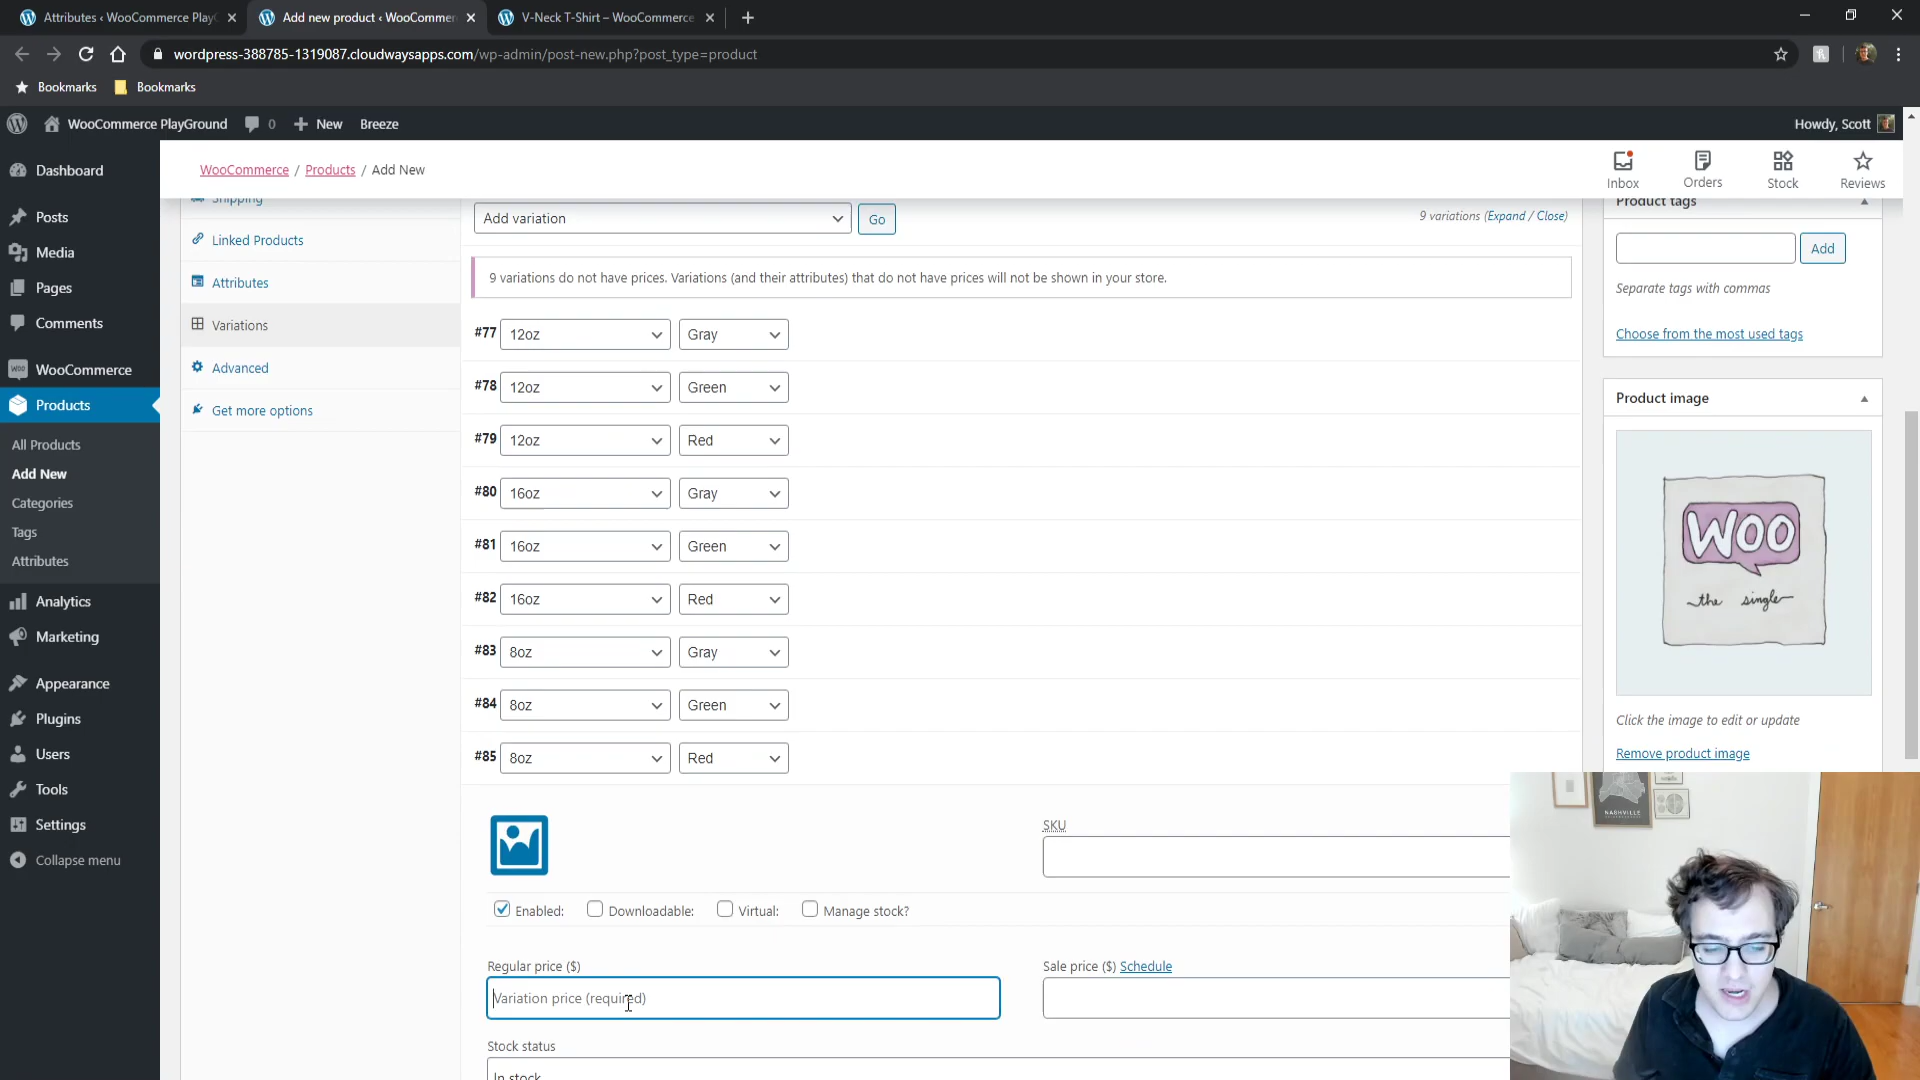 Attributes ‹ WooCommerce Play
Add new product ‹ WooCommer
V-Neck T-Shirt – WooCommerce
wordpress-388785-1319087.cloudwaysapps.com/wp-admin/post-new.php?post_type=product
Bookmarks
Bookmarks
WooCommerce PlayGround
0
New
Breeze
Howdy, Scott
WooCommerce / Products / Add New
Inbox
Orders
Stock
Reviews
Dashboard
Posts
Media
Pages
Comments
WooCommerce
Products
All Products
Add New
Categories
Tags
Attributes
Analytics
Marketing
Appearance
Plugins
Users
Tools
Settings
Collapse menu
Shipping
Linked Products
Attributes
Variations
Advanced
Get more options
Add variation
Go
9 variations (Expand / Close)
9 variations do not have prices. Variations (and their attributes) that do not have prices will not be shown in your store.
#77 12oz Gray
#78 12oz Green
#79 12oz Red
#80 16oz Gray
#81 16oz Green
#82 16oz Red
#83 8oz Gray
#84 8oz Green
#85 8oz Red
SKU
Enabled: Downloadable: Virtual: Manage stock?
Regular price ($)
Variation price (required)
Sale price ($) Schedule
Stock status
In stock
Product tags
Add
Separate tags with commas
Choose from the most used tags
Product image
WOO
the single
Click the image to edit or update
Remove product image
NASHVILLE